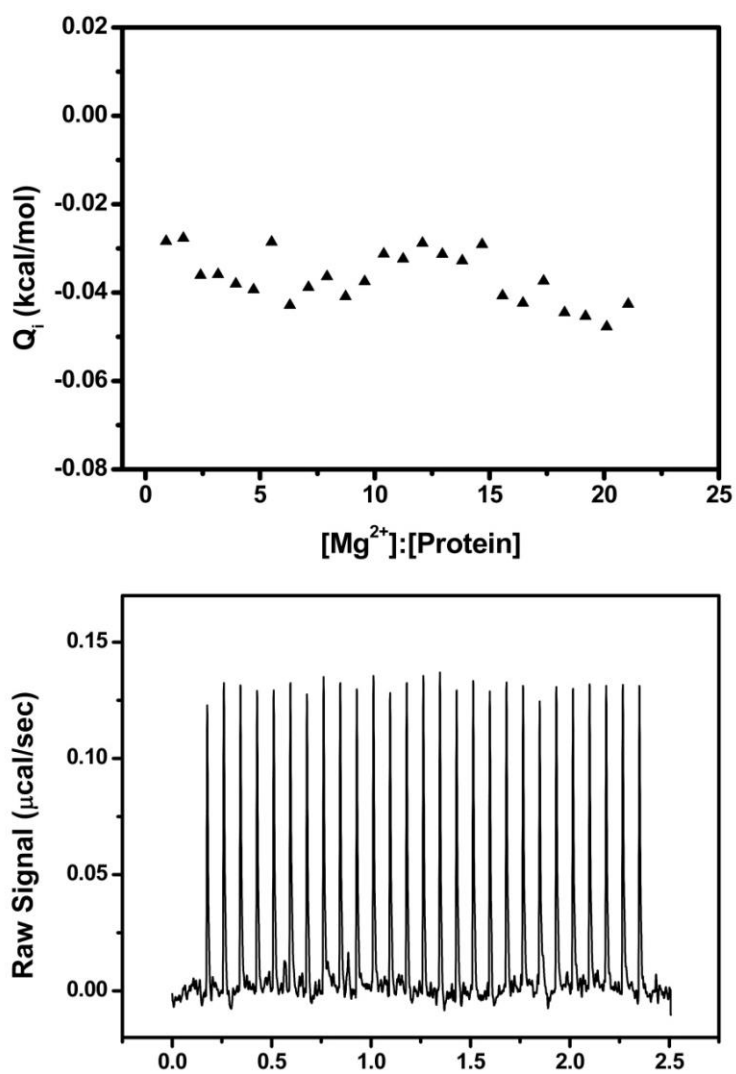 0.02
0.00
-0.02
-0.04
-0.06
-0.08
Qi (kcal/mol)
0 5 10 15 20 25
[Mg2+]:[Protein]
0.15
0.10
0.05
0.00
Raw Signal (μcal/sec)
0.0 0.5 1.0 1.5 2.0 2.5